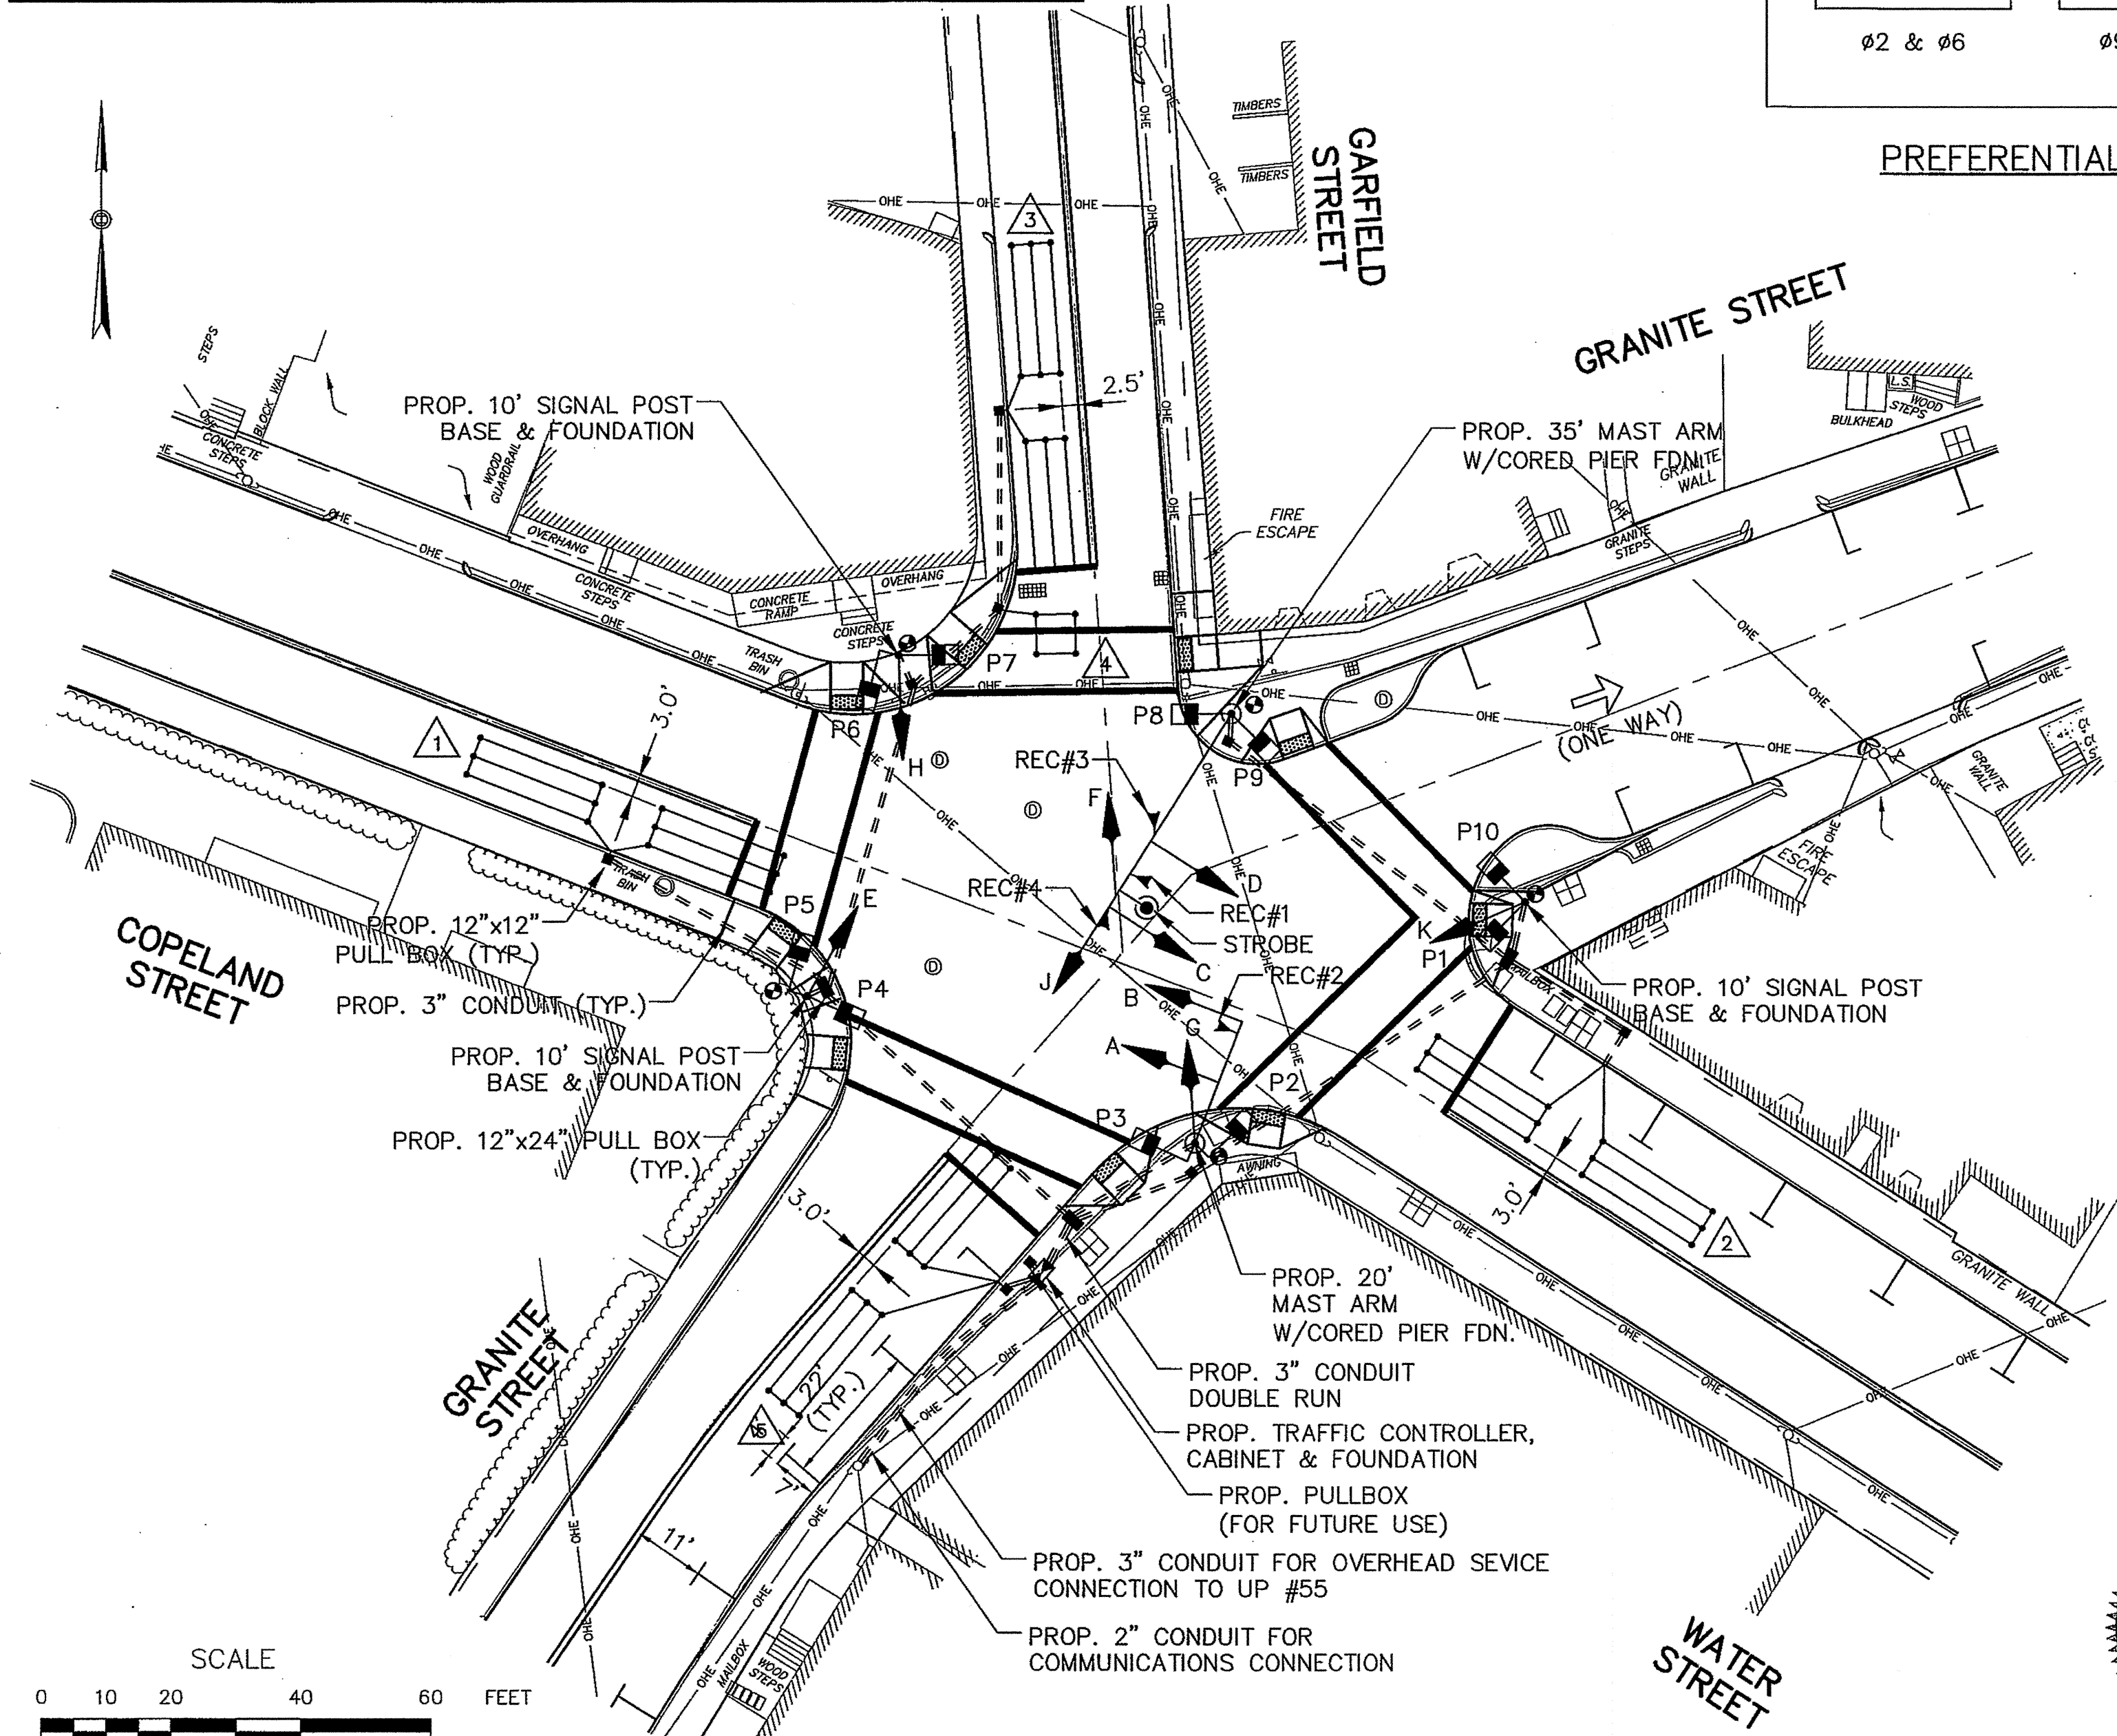 ø2 & ø6
PREFERENTIAL
GARFIELD
STREET
TIMBERS
TIMBERS
3
2.5'
GRANITE STREET
STEPS
BLOCK WALL
CONCRETE
STEPS
WOOD
GUARDRAIL
PROP. 10' SIGNAL POST
BASE & FOUNDATION
PROP. 35' MAST ARM
W/CORED PIER FDN.
GRANITE
WALL
BULKHEAD
L.S.
WOOD
STEPS
FIRE
ESCAPE
GRANITE
STEPS
OVERHANG
CONCRETE
STEPS
CONCRETE
RAMP
OVERHANG
CONCRETE
STEPS
TRASH
BIN
P7
4
P6
P8
P9
H
(ONE WAY)
GRANITE
WALL
FIRE
ESCAPE
1
3.0'
REC#3
F
D
REC#1
STROBE
REC#4
C
J
B
REC#2
G
A
E
P5
P4
P10
K
P1
P2
P3
MAILBOX
TRASH
BIN
COPELAND
STREET
PROP. 12"x12"
PULL BOX (TYP.)
PROP. 3" CONDUIT (TYP.)
PROP. 10' SIGNAL POST
BASE & FOUNDATION
PROP. 12"x24" PULL BOX
(TYP.)
PROP. 10' SIGNAL POST
BASE & FOUNDATION
AWNING
3.0'
3.0'
2
GRANITE WALL
GRANITE
STREET
22'
(TYP.)
7'
11'
PROP. 20'
MAST ARM
W/CORED PIER FDN.
PROP. 3" CONDUIT
DOUBLE RUN
PROP. TRAFFIC CONTROLLER,
CABINET & FOUNDATION
PROP. PULLBOX
(FOR FUTURE USE)
PROP. 3" CONDUIT FOR OVERHEAD SEVICE
CONNECTION TO UP #55
PROP. 2" CONDUIT FOR
COMMUNICATIONS CONNECTION
MAILBOX
WOOD
STEPS
WATER
STREET
SCALE
0 10 20 40 60 FEET